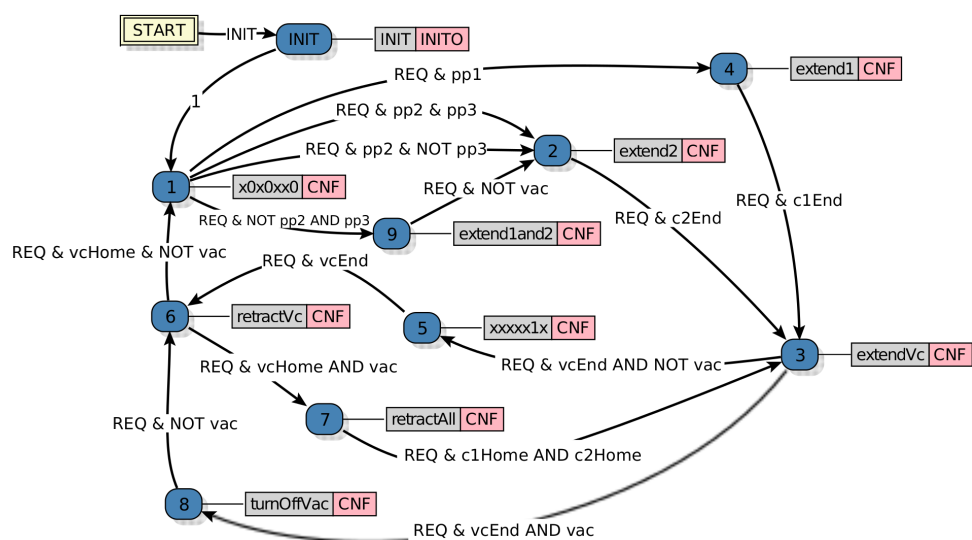 START
INIT
INIT
INIT INITO
4
extend1 CNF
REQ & pp1
1
REQ & pp2 & pp3
REQ & pp2 & NOT pp3
2
extend2 CNF
1
x0x0xx0 CNF
REQ & NOT vac
REQ & c1End
REQ & NOT pp2 AND pp3
REQ & c2End
9
extend1and2 CNF
REQ & vcHome & NOT vac
REQ & vcEnd
6
retractVc CNF
5
xxxxx1x CNF
3
extendVc CNF
REQ & vcHome AND vac
REQ & vcEnd AND NOT vac
7
retractAll CNF
REQ & NOT vac
REQ & c1Home AND c2Home
8
turnOffVac CNF
REQ & vcEnd AND vac